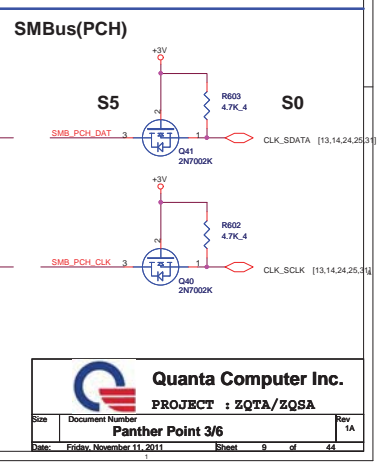 SMBus(PCH)
+3V
S5
R603
4.7K_4
S0
2
SMB_PCH_DAT 3
1
CLK_SDATA [13,14,24,25,31]
Q41
2N7002K
+3V
R602
4.7K_4
2
SMB_PCH_CLK 3
1
CLK_SCLK [13,14,24,25,31]
Q40
2N7002K
Quanta Computer Inc.
PROJECT : ZQTA/ZQSA
Size Document Number Rev
Panther Point 3/6 1A
Date: Friday, November 11, 2011 Sheet 9 of 44
1